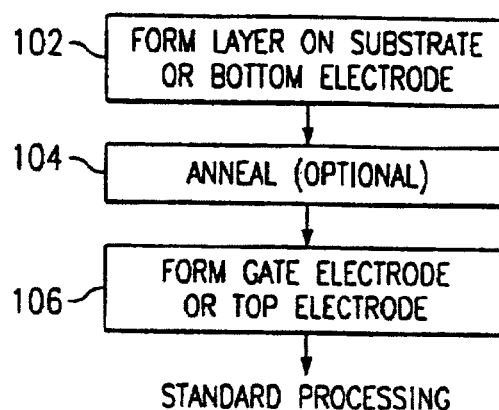 102
FORM LAYER ON SUBSTRATE
OR BOTTOM ELECTRODE
104
ANNEAL (OPTIONAL)
106
FORM GATE ELECTRODE
OR TOP ELECTRODE
STANDARD PROCESSING